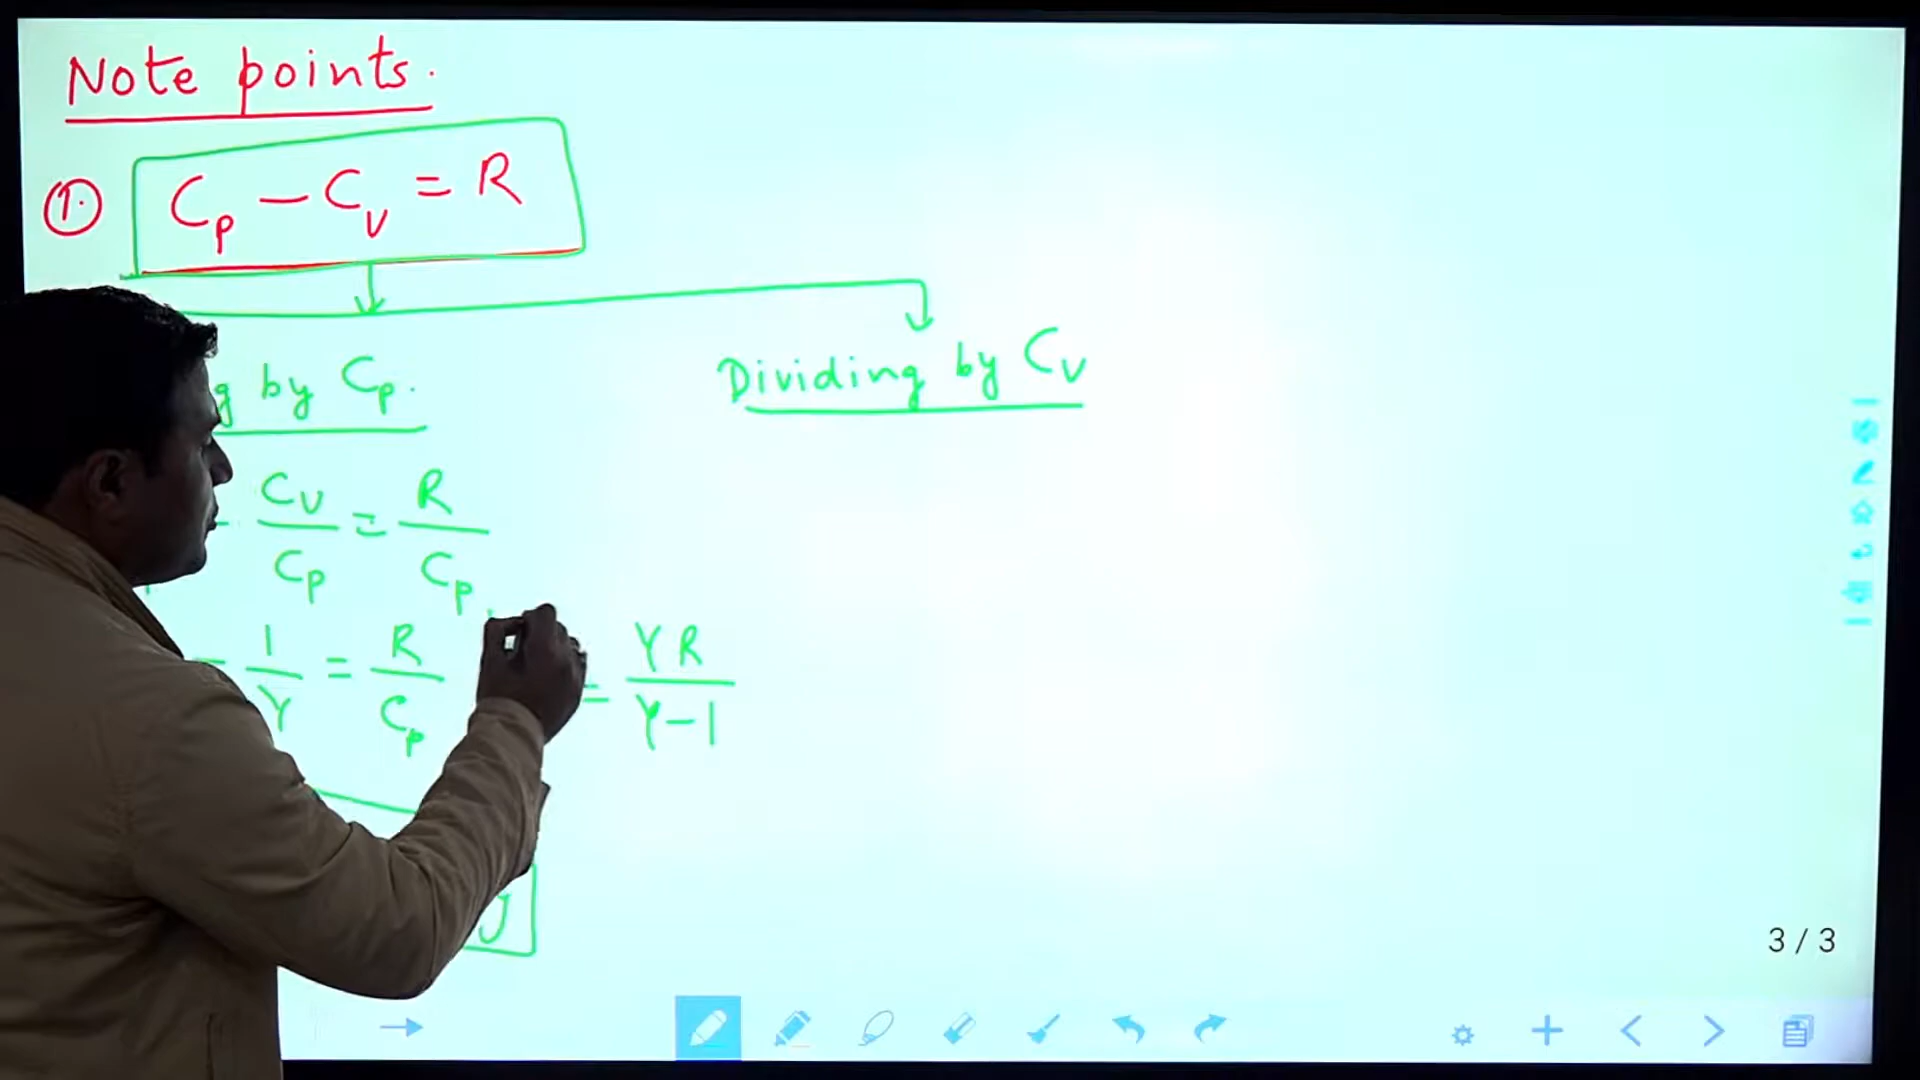 Note points.
① Cp − Cv = R
by Cp.
Dividing by Cv
Cv/Cp = R/Cp
− 1/γ = R/Cp
= γR/γ−1
3 / 3